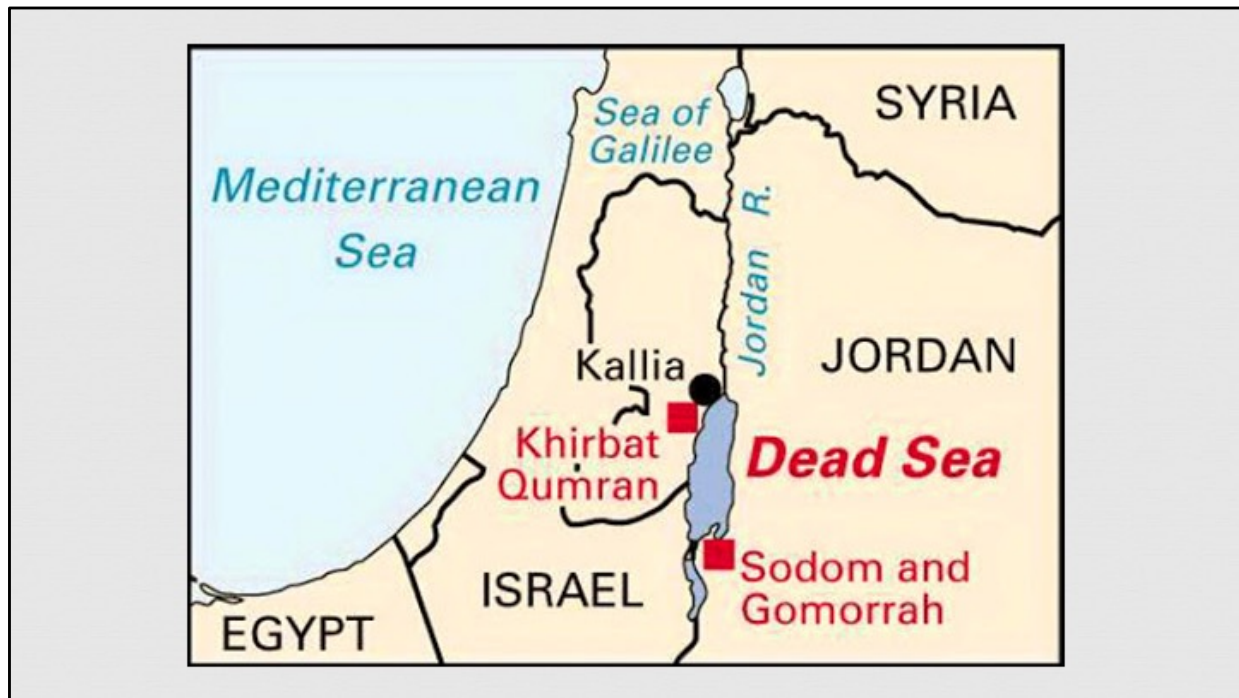 SYRIA
Sea of
Galilee
Mediterranean
Sea
Jordan R.
Kallia
JORDAN
Khirbat
Qumran
Dead Sea
Sodom and
Gomorrah
ISRAEL
EGYPT